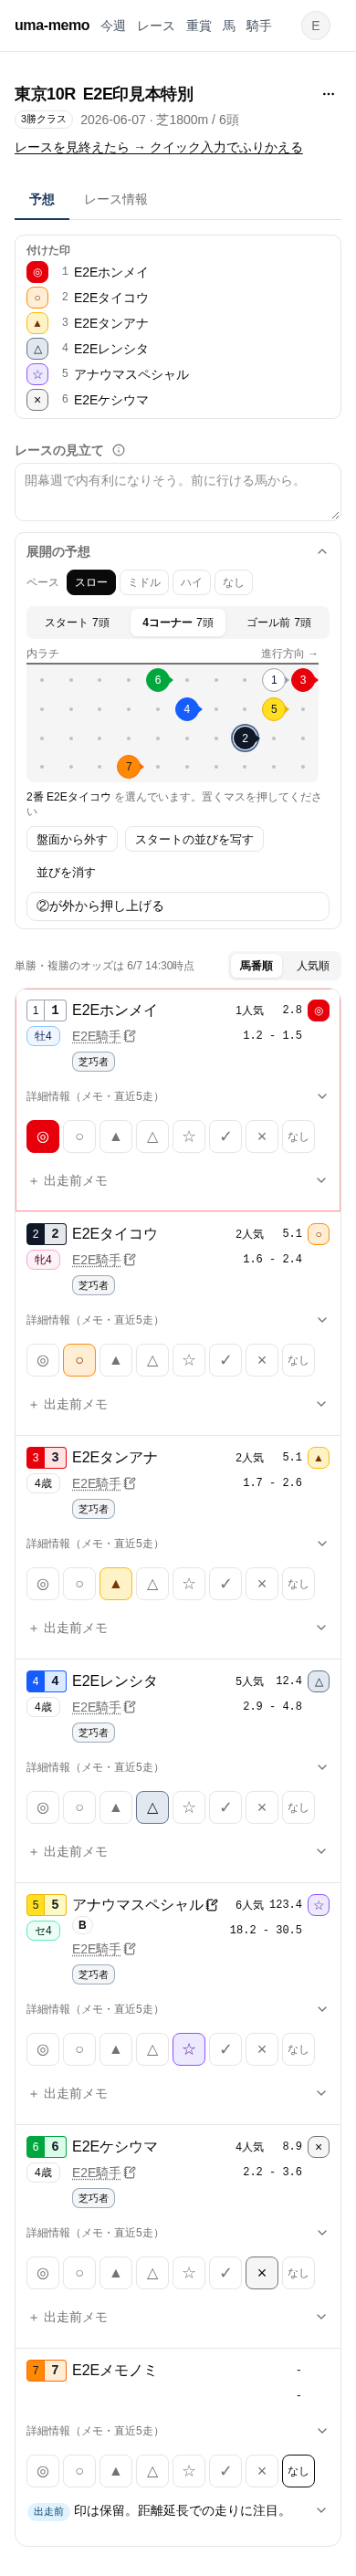 uma-memo 今週 レース 重賞 馬 騎手 E
東京10R E2E印見本特別 …
3勝クラス 2026-06-07 · 芝1800m / 6頭
レースを見終えたら → クイック入力でふりかえる
予想 レース情報
付けた印
◎ 1 E2Eホンメイ
○ 2 E2Eタイコウ
▲ 3 E2Eタンアナ
△ 4 E2Eレンシタ
☆ 5 アナウマスペシャル
× 6 E2Eケシウマ
レースの見立て
開幕週で内有利になりそう。前に行ける馬から。
展開の予想
ペース スロー ミドル ハイ なし
スタート 7頭 4コーナー 7頭 ゴール前 7頭
内ラチ 進行方向 →
6 1 3
4 5
2
7
2番 E2Eタイコウ を選んでいます。置くマスを押してくださ
い
盤面から外す スタートの並びを写す
並びを消す
②が外から押し上げる
単勝・複勝のオッズは 6/7 14:30時点 馬番順 人気順
1 1 E2Eホンメイ 1人気 2.8 ◎
牡4 E2E騎手 1.2 - 1.5
芝巧者
詳細情報（メモ・直近5走）
◎ ○ ▲ △ ☆ ✓ × なし
＋ 出走前メモ
2 2 E2Eタイコウ 2人気 5.1 ○
牝4 E2E騎手 1.6 - 2.4
芝巧者
詳細情報（メモ・直近5走）
◎ ○ ▲ △ ☆ ✓ × なし
＋ 出走前メモ
3 3 E2Eタンアナ 2人気 5.1 ▲
4歳 E2E騎手 1.7 - 2.6
芝巧者
詳細情報（メモ・直近5走）
◎ ○ ▲ △ ☆ ✓ × なし
＋ 出走前メモ
4 4 E2Eレンシタ 5人気 12.4 △
4歳 E2E騎手 2.9 - 4.8
芝巧者
詳細情報（メモ・直近5走）
◎ ○ ▲ △ ☆ ✓ × なし
＋ 出走前メモ
5 5 アナウマスペシャル 6人気 123.4 ☆
セ4 B 18.2 - 30.5
E2E騎手
芝巧者
詳細情報（メモ・直近5走）
◎ ○ ▲ △ ☆ ✓ × なし
＋ 出走前メモ
6 6 E2Eケシウマ 4人気 8.9 ×
4歳 E2E騎手 2.2 - 3.6
芝巧者
詳細情報（メモ・直近5走）
◎ ○ ▲ △ ☆ ✓ × なし
＋ 出走前メモ
7 7 E2Eメモノミ -
-
詳細情報（メモ・直近5走）
◎ ○ ▲ △ ☆ ✓ × なし
出走前 印は保留。距離延長での走りに注目。